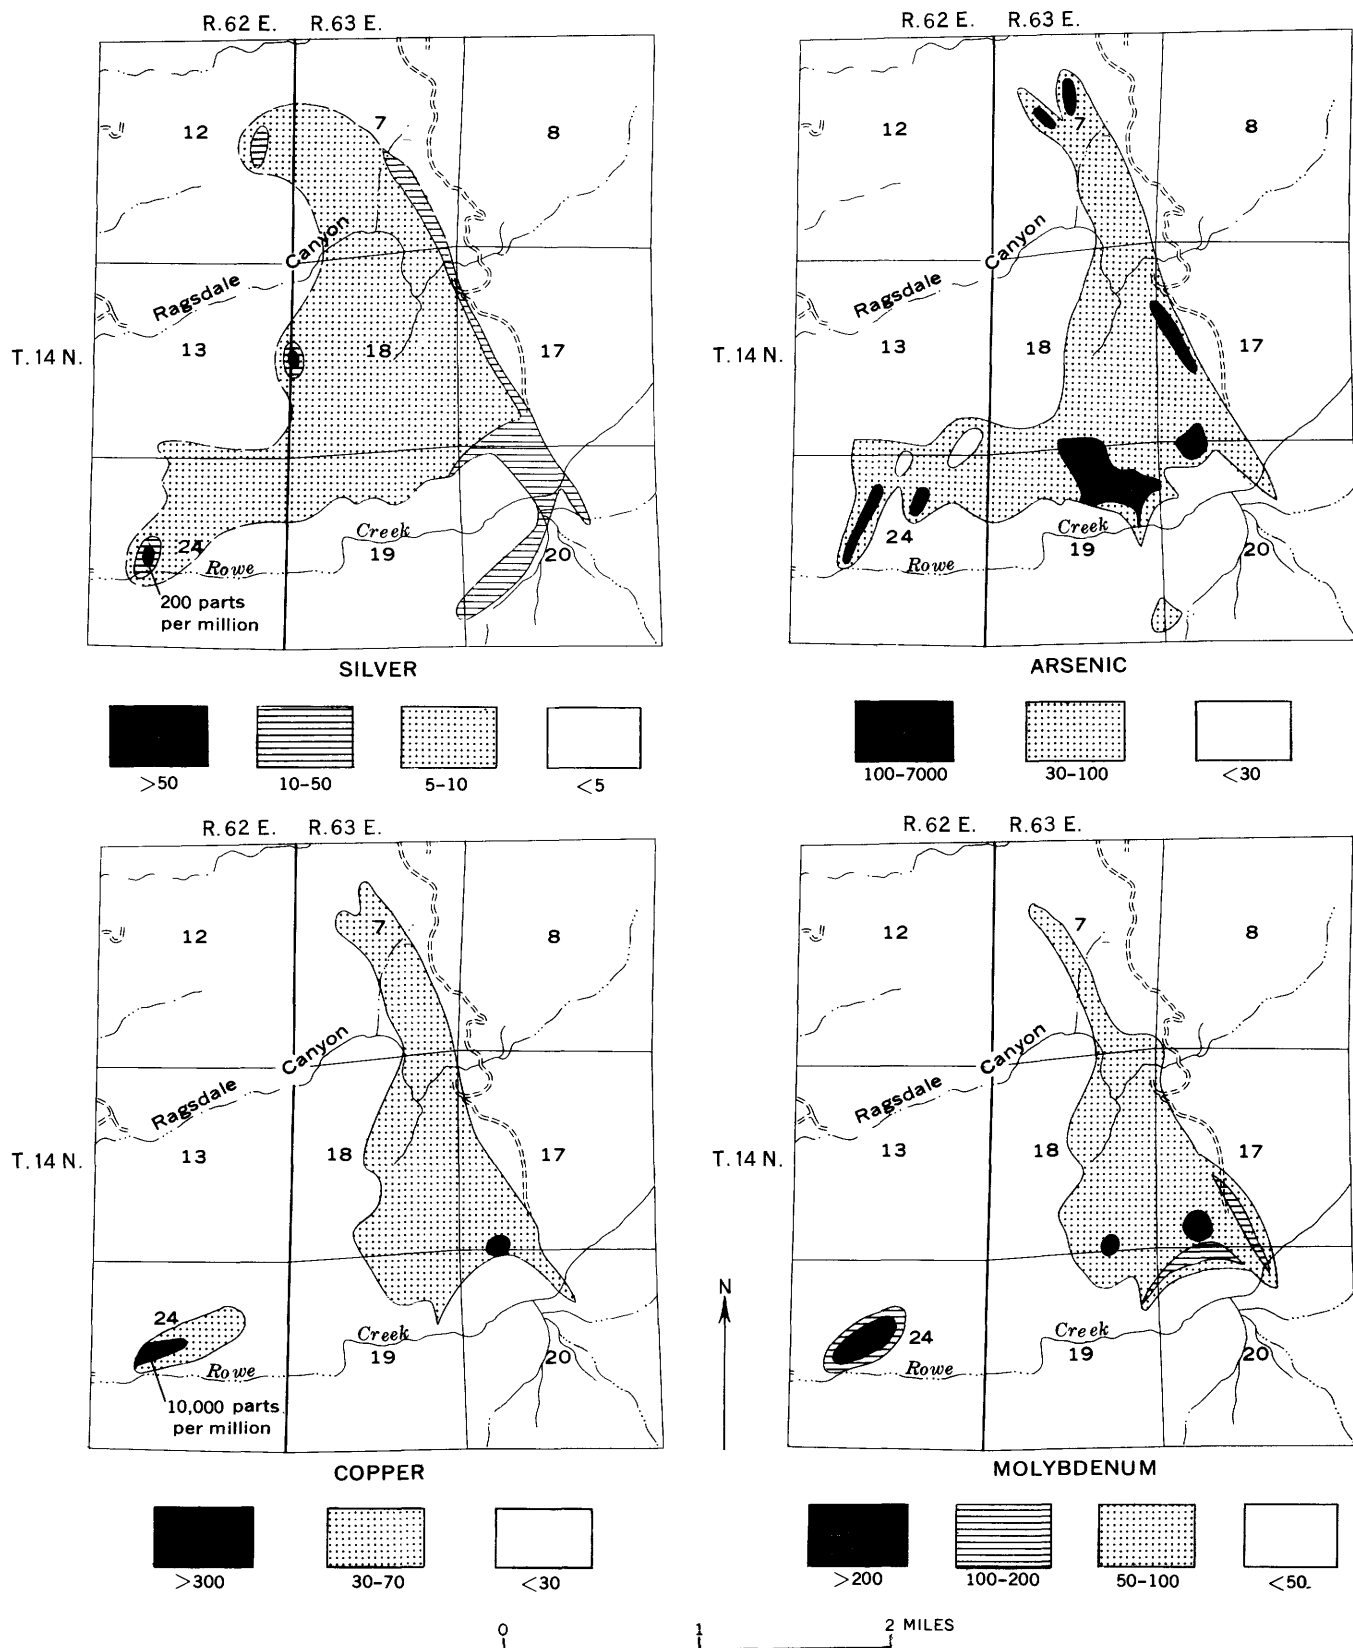 R.62 E. R.63 E.
12
7
8
Ragsdale Canyon
T. 14 N.
13
18
17
24
Rowe Creek
19
20
200 parts
per million
SILVER
>50
10-50
5-10
<5
R.62 E. R.63 E.
12
7
8
Ragsdale Canyon
T. 14 N.
13
18
17
24
Rowe Creek
19
20
ARSENIC
100-7000
30-100
<30
R.62 E. R.63 E.
12
7
8
Ragsdale Canyon
T. 14 N.
13
18
17
24
Rowe Creek
19
20
10,000 parts
per million
COPPER
>300
30-70
<30
N
R.62 E. R.63 E.
12
7
8
Ragsdale Canyon
T. 14 N.
13
18
17
24
Rowe Creek
19
20
MOLYBDENUM
>200
100-200
50-100
<50
0 1 2 MILES